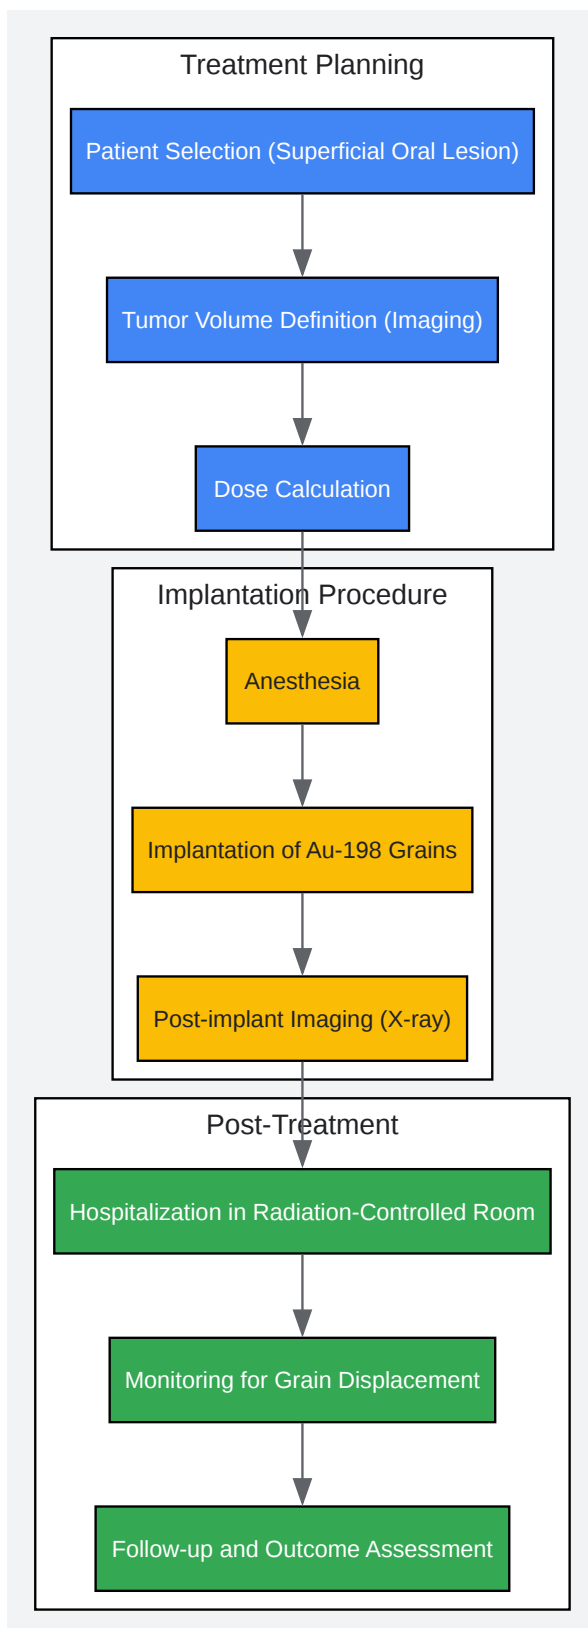 Treatment Planning
Patient Selection (Superficial Oral Lesion)
Tumor Volume Definition (Imaging)
Dose Calculation
Implantation Procedure
Anesthesia
Implantation of Au-198 Grains
Post-implant Imaging (X-ray)
Post-Treatment
Hospitalization in Radiation-Controlled Room
Monitoring for Grain Displacement
Follow-up and Outcome Assessment